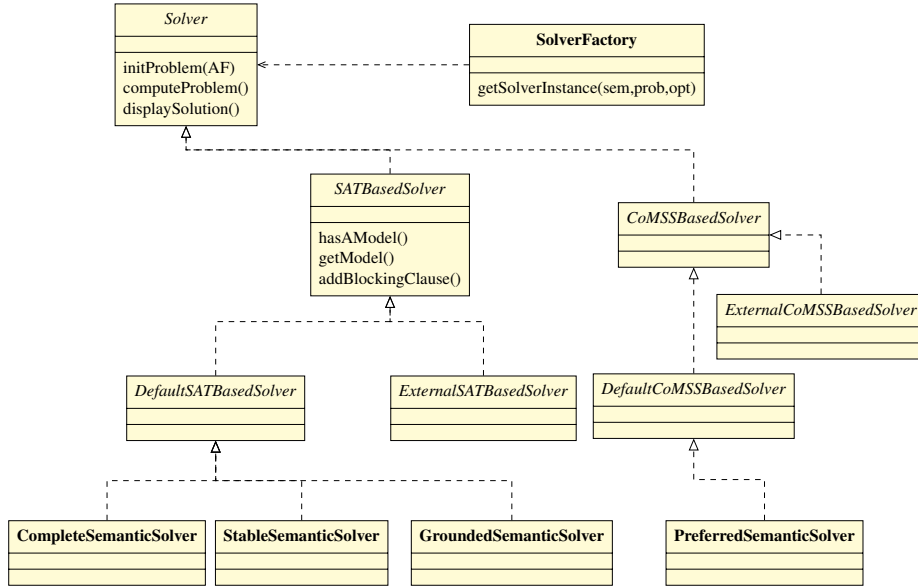 Solver
initProblem(AF)
computeProblem()
displaySolution()
SolverFactory
getSolverInstance(sem,prob,opt)
SATBasedSolver
hasAModel()
getModel()
addBlockingClause()
CoMSSBasedSolver
ExternalCoMSSBasedSolver
DefaultSATBasedSolver
ExternalSATBasedSolver
DefaultCoMSSBasedSolver
CompleteSemanticSolver
StableSemanticSolver
GroundedSemanticSolver
PreferredSemanticSolver